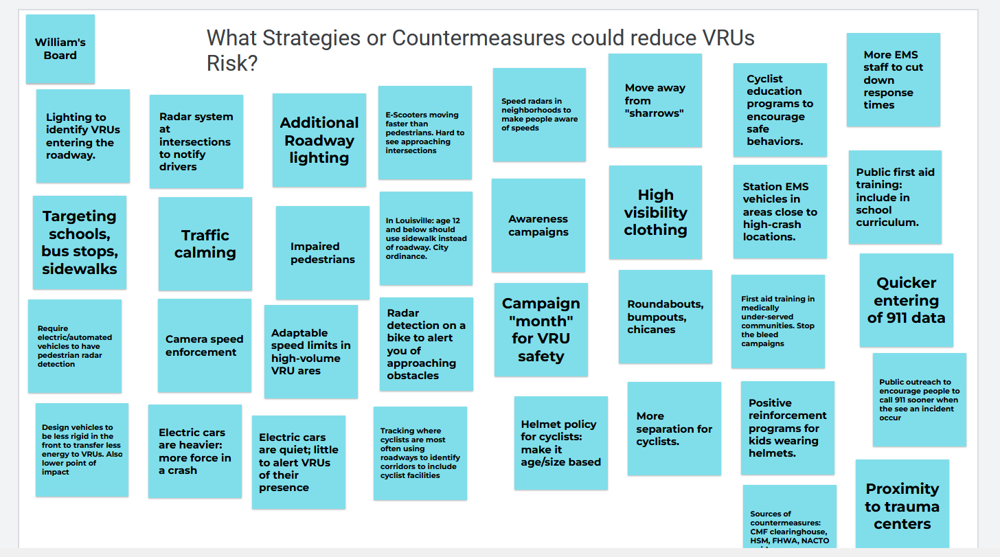 William's
Board
What Strategies or Countermeasures could reduce VRUs
Risk?
Lighting to
identify VRUs
entering the
roadway.
Radar system
at
intersections
to notify
drivers
Additional
Roadway
lighting
E-Scooters moving
faster than
pedestrians. Hard to
see approaching
intersections
Speed radars in
neighborhoods to
make people aware
of speeds
Move away
from
"sharrows"
Cyclist
education
programs to
encourage
safe
behaviors.
More EMS
staff to cut
down
response
times
Targeting
schools,
bus stops,
sidewalks
Traffic
calming
Impaired
pedestrians
In Louisville: age 12
and below should
use sidewalk instead
of roadway. City
ordinance.
Awareness
campaigns
High
visibility
clothing
Station EMS
vehicles in
areas close to
high-crash
locations.
Public first aid
training:
include in
school
curriculum.
Require
electric/automated
vehicles to have
pedestrian radar
detection
Camera speed
enforcement
Adaptable
speed limits in
high-volume
VRU ares
Radar
detection on a
bike to alert
you of
approaching
obstacles
Campaign
"month"
for VRU
safety
Roundabouts,
bumpouts,
chicanes
First aid training in
medically
under-served
communities. Stop
the bleed
campaigns
Quicker
entering
of 911 data
Design vehicles to
be less rigid in the
front to transfer less
energy to VRUs. Also
lower point of
impact
Electric cars
are heavier:
more force in
a crash
Electric cars
are quiet; little
to alert VRUs
of their
presence
Tracking where
cyclists are most
often using
roadways to identify
corridors to include
cyclist facilities
Helmet policy
for cyclists:
make it
age/size based
More
separation for
cyclists.
Positive
reinforcement
programs for
kids wearing
helmets.
Public outreach to
encourage people to
call 911 sooner when
the see an incident
occur
Sources of
countermeasures:
CMF clearinghouse,
HSM, FHWA, NACTO
Proximity
to trauma
centers